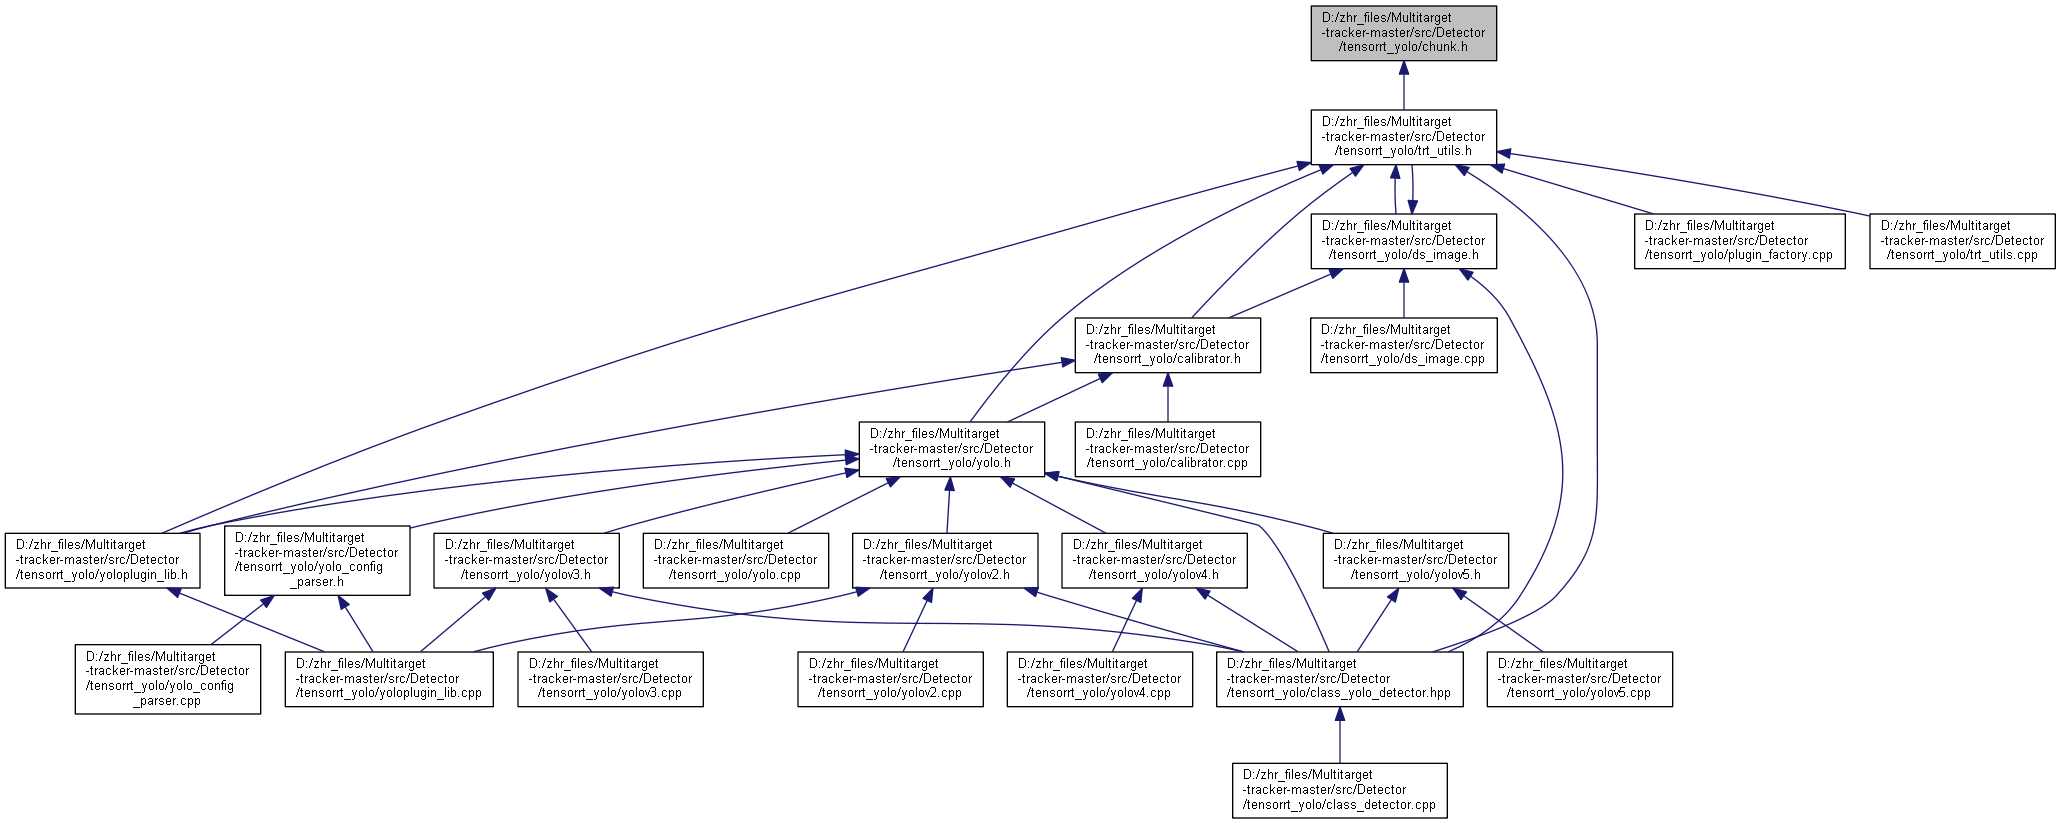 D:/zhr_files/Multitarget
-tracker-master/src/Detector
/tensorrt_yolo/chunk.h
D:/zhr_files/Multitarget
-tracker-master/src/Detector
/tensorrt_yolo/trt_utils.h
D:/zhr_files/Multitarget
-tracker-master/src/Detector
/tensorrt_yolo/ds_image.h
D:/zhr_files/Multitarget
-tracker-master/src/Detector
/tensorrt_yolo/plugin_factory.cpp
D:/zhr_files/Multitarget
-tracker-master/src/Detector
/tensorrt_yolo/trt_utils.cpp
D:/zhr_files/Multitarget
-tracker-master/src/Detector
/tensorrt_yolo/calibrator.h
D:/zhr_files/Multitarget
-tracker-master/src/Detector
/tensorrt_yolo/ds_image.cpp
D:/zhr_files/Multitarget
-tracker-master/src/Detector
/tensorrt_yolo/yolo.h
D:/zhr_files/Multitarget
-tracker-master/src/Detector
/tensorrt_yolo/calibrator.cpp
D:/zhr_files/Multitarget
-tracker-master/src/Detector
/tensorrt_yolo/yoloplugin_lib.h
D:/zhr_files/Multitarget
-tracker-master/src/Detector
/tensorrt_yolo/yolo_config
_parser.h
D:/zhr_files/Multitarget
-tracker-master/src/Detector
/tensorrt_yolo/yolov3.h
D:/zhr_files/Multitarget
-tracker-master/src/Detector
/tensorrt_yolo/yolo.cpp
D:/zhr_files/Multitarget
-tracker-master/src/Detector
/tensorrt_yolo/yolov2.h
D:/zhr_files/Multitarget
-tracker-master/src/Detector
/tensorrt_yolo/yolov4.h
D:/zhr_files/Multitarget
-tracker-master/src/Detector
/tensorrt_yolo/yolov5.h
D:/zhr_files/Multitarget
-tracker-master/src/Detector
/tensorrt_yolo/yolo_config
_parser.cpp
D:/zhr_files/Multitarget
-tracker-master/src/Detector
/tensorrt_yolo/yoloplugin_lib.cpp
D:/zhr_files/Multitarget
-tracker-master/src/Detector
/tensorrt_yolo/yolov3.cpp
D:/zhr_files/Multitarget
-tracker-master/src/Detector
/tensorrt_yolo/yolov2.cpp
D:/zhr_files/Multitarget
-tracker-master/src/Detector
/tensorrt_yolo/yolov4.cpp
D:/zhr_files/Multitarget
-tracker-master/src/Detector
/tensorrt_yolo/class_yolo_detector.hpp
D:/zhr_files/Multitarget
-tracker-master/src/Detector
/tensorrt_yolo/yolov5.cpp
D:/zhr_files/Multitarget
-tracker-master/src/Detector
/tensorrt_yolo/class_detector.cpp